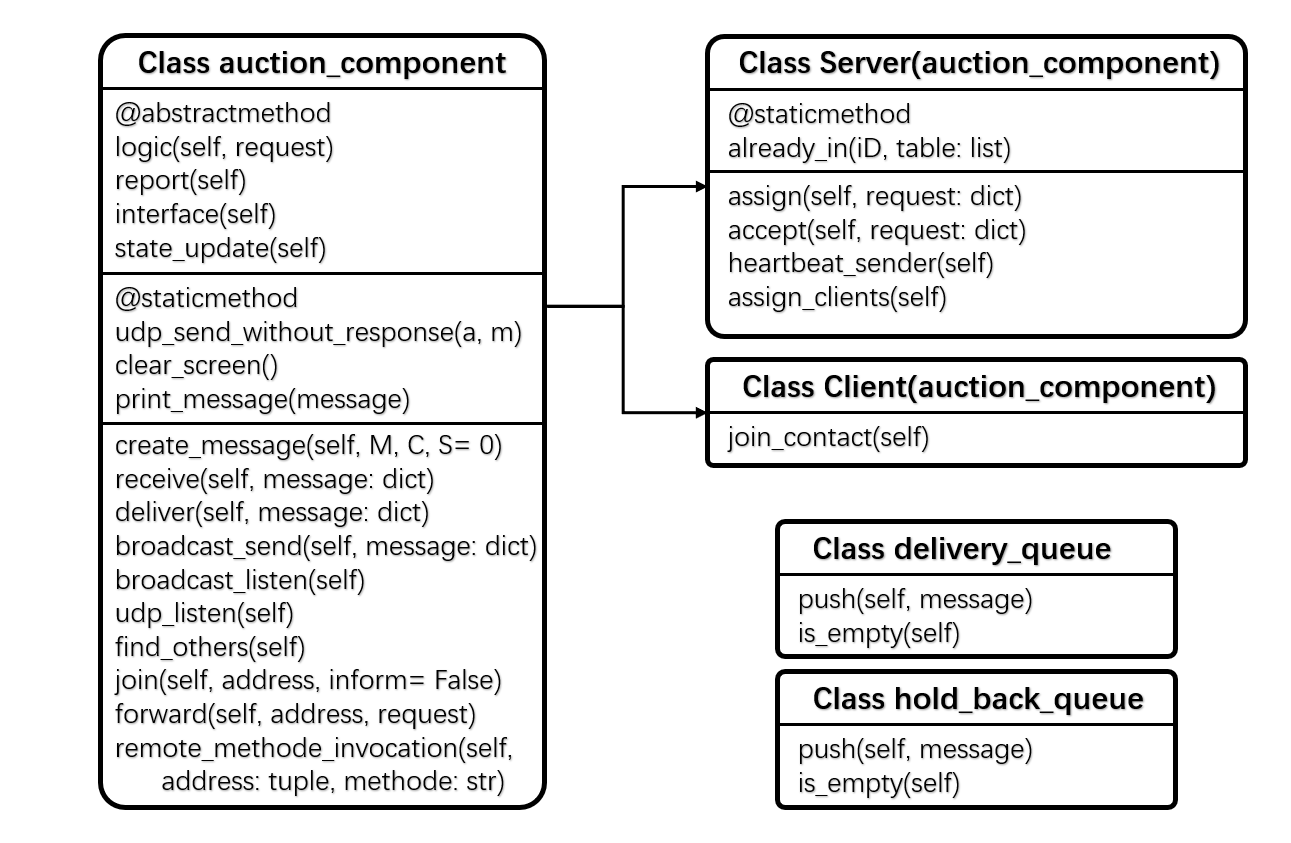 Class auction_component
@abstractmethod
logic(self, request)
report(self)
interface(self)
state_update(self)
@staticmethod
udp_send_without_response(a, m)
clear_screen()
print_message(message)
create_message(self, M, C, S= 0)
receive(self, message: dict)
deliver(self, message: dict)
broadcast_send(self, message: dict)
broadcast_listen(self)
udp_listen(self)
find_others(self)
join(self, address, inform= False)
forward(self, address, request)
remote_methode_invocation(self,
address: tuple, methode: str)
Class Server(auction_component)
@staticmethod
already_in(iD, table: list)
assign(self, request: dict)
accept(self, request: dict)
heartbeat_sender(self)
assign_clients(self)
Class Client(auction_component)
join_contact(self)
Class delivery_queue
push(self, message)
is_empty(self)
Class hold_back_queue
push(self, message)
is_empty(self)